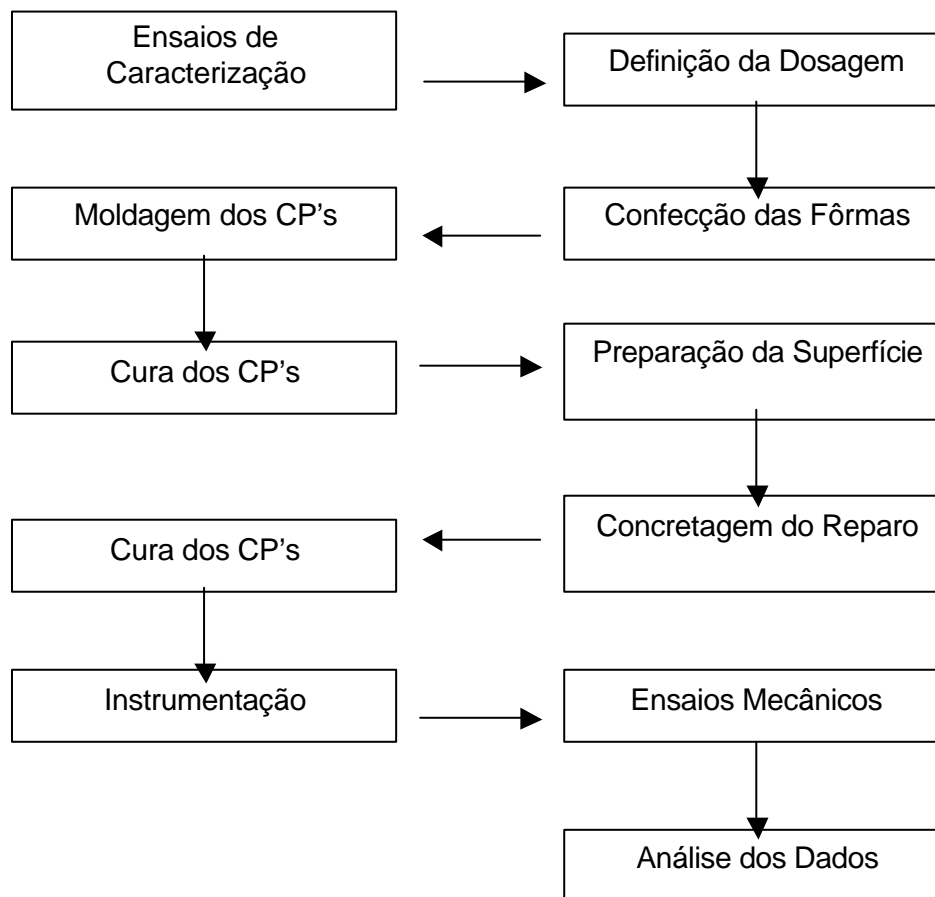 Ensaios de
Caracterização
Definição da Dosagem
Moldagem dos CP’s
Confecção das Fôrmas
Cura dos CP’s
Preparação da Superfície
Cura dos CP’s
Concretagem do Reparo
Instrumentação
Ensaios Mecânicos
Análise dos Dados